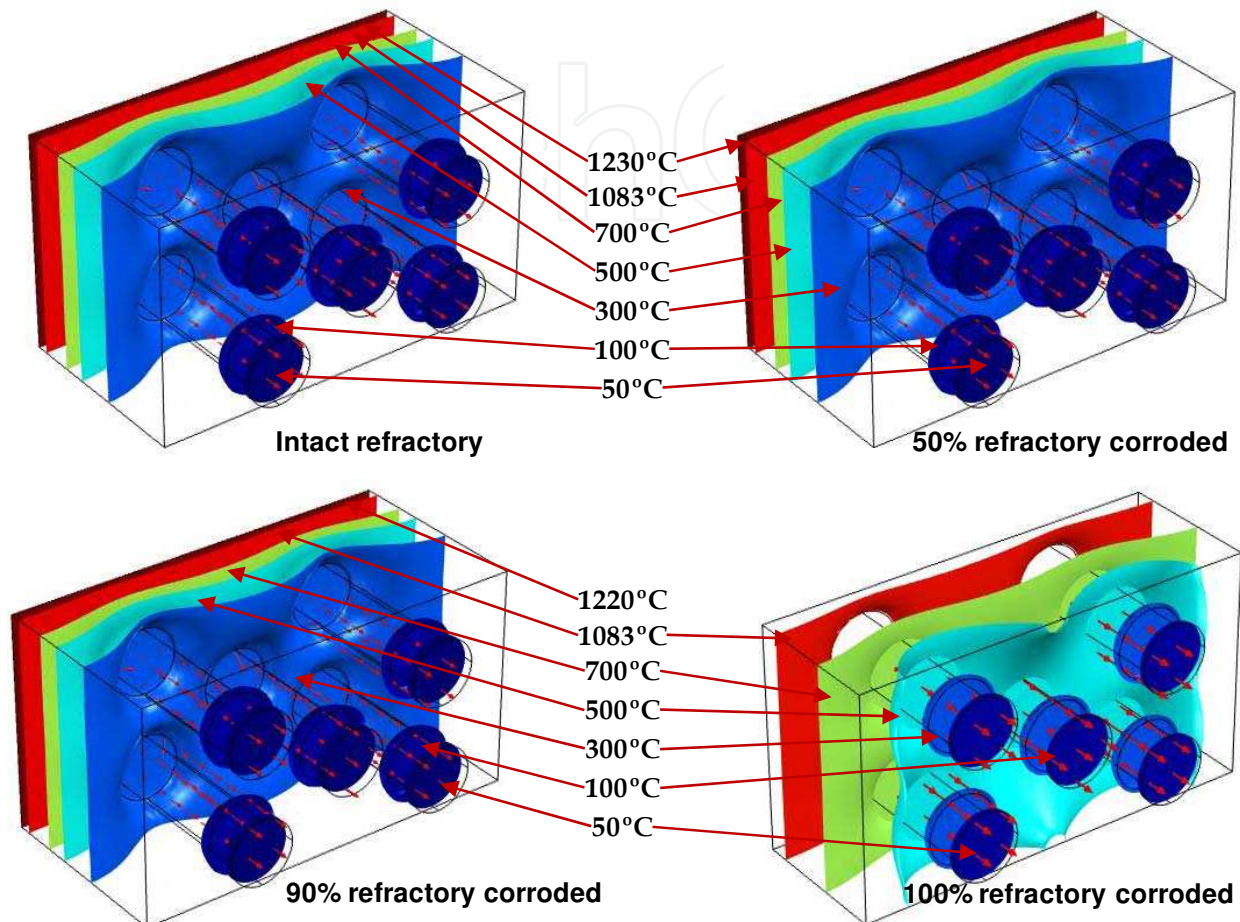 1230°C
1083°C
700°C
500°C
300°C
100°C
50°C
Intact refractory
50% refractory corroded
1220°C
1083°C
700°C
500°C
300°C
100°C
50°C
90% refractory corroded
100% refractory corroded